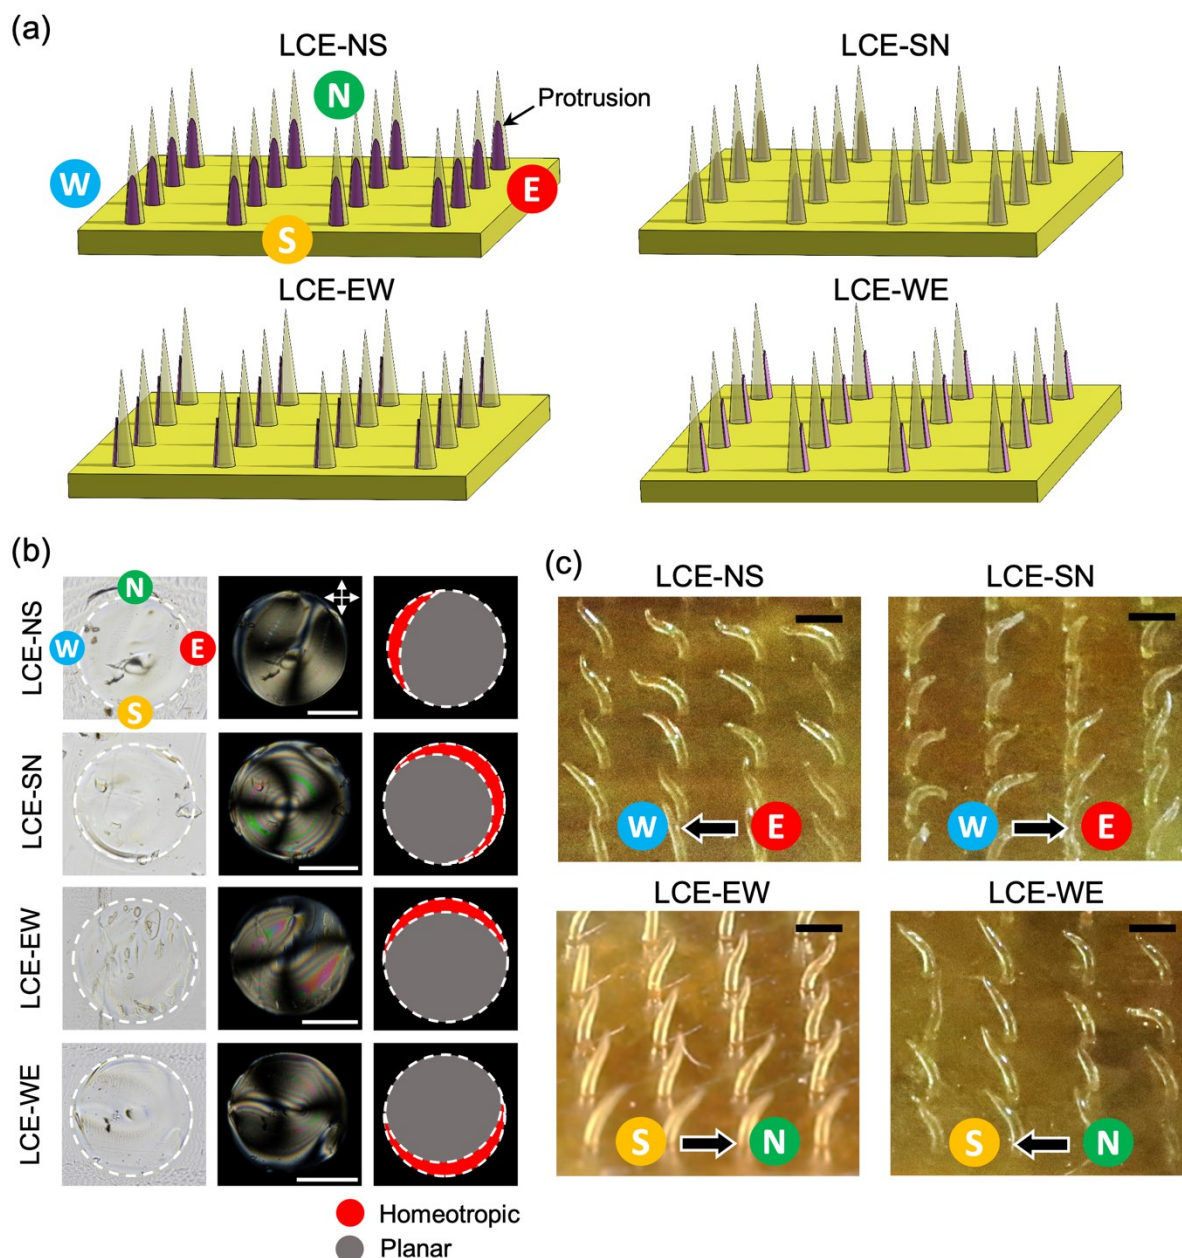 (a)
LCE-NS
LCE-SN
N
Protrusion
W
E
S
LCE-EW
LCE-WE
(b)
LCE-NS
N
W
E
S
LCE-SN
LCE-EW
LCE-WE
Homeotropic
Planar
(c)
LCE-NS
LCE-SN
W
E
W
E
LCE-EW
LCE-WE
S
N
S
N